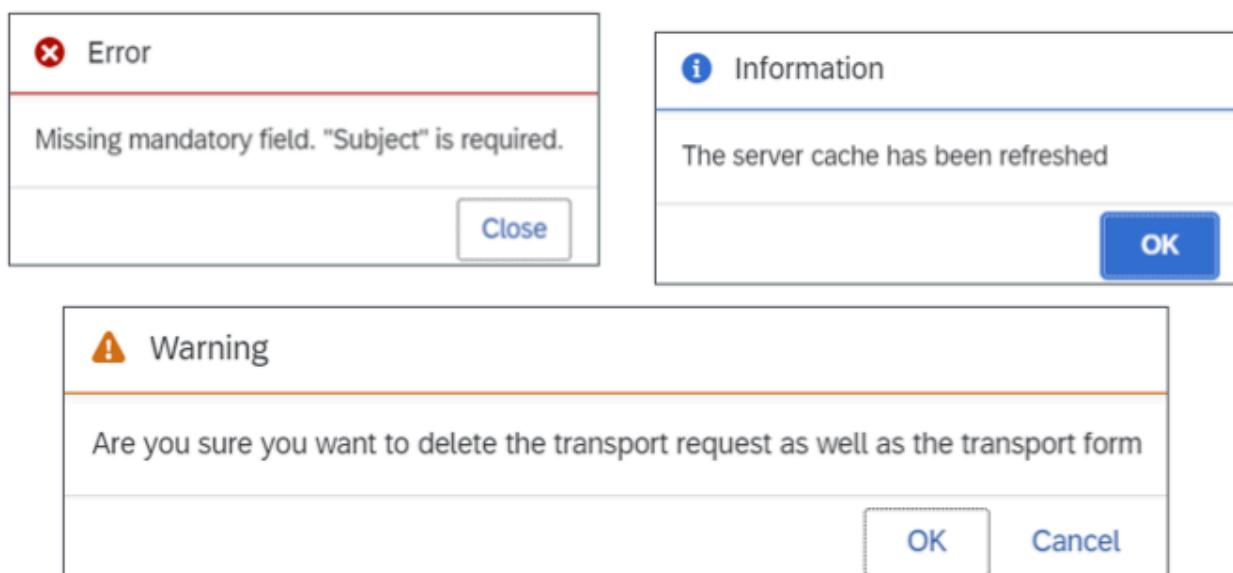 Error
Missing mandatory field. "Subject" is required.
Close
Information
The server cache has been refreshed
OK
Warning
Are you sure you want to delete the transport request as well as the transport form
OK Cancel